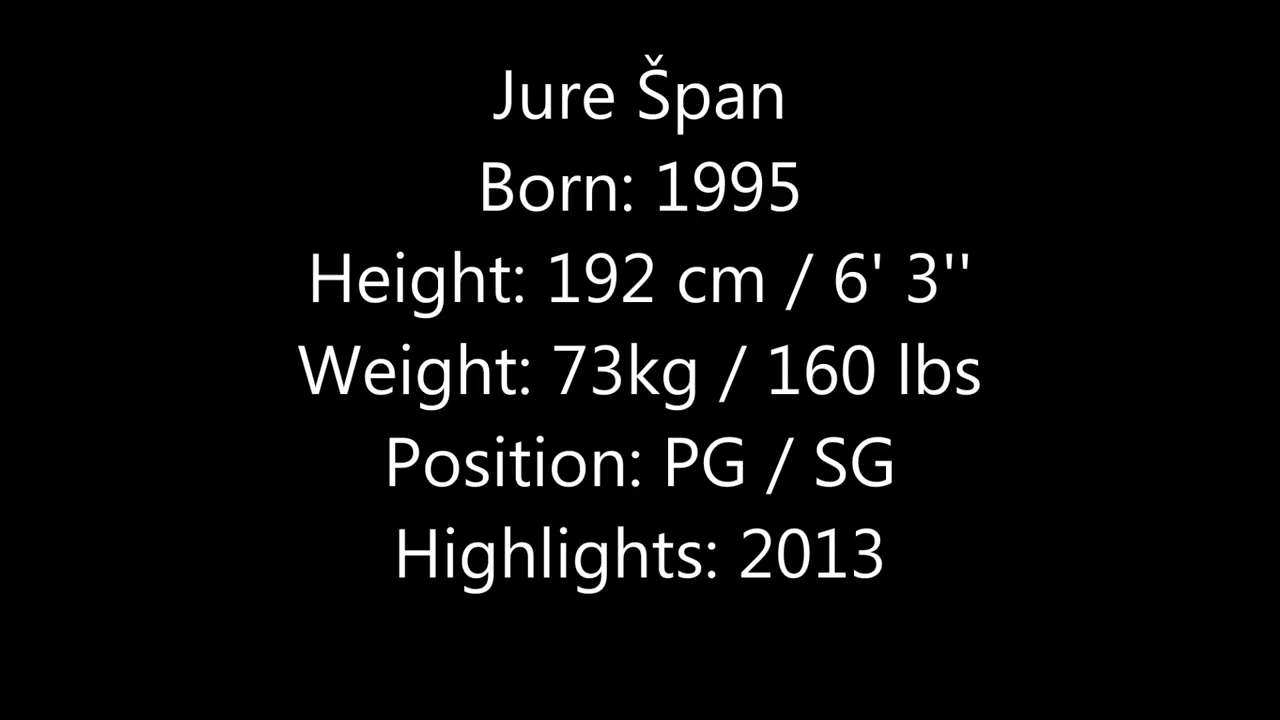 Jure Špan
Born: 1995
Height: 192 cm / 6' 3''
Weight: 73kg / 160 lbs
Position: PG / SG
Highlights: 2013